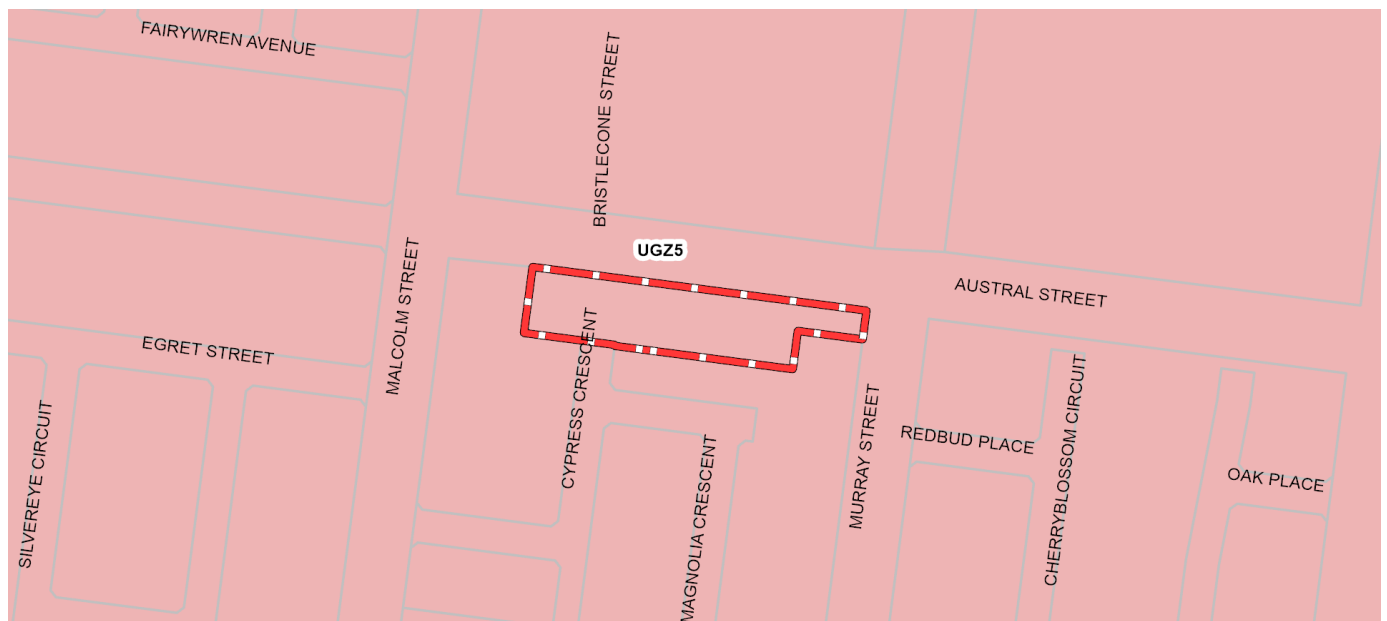 FAIRYWREN AVENUE
BRISTLECONE STREET
UGZ5
MALCOLM STREET
AUSTRAL STREET
EGRET STREET
CYPRESS CRESCENT
SILVEREYE CIRCUIT
MURRAY STREET
REDBUD PLACE
CHERRYBLOSSOM CIRCUIT
MAGNOLIA CRESCENT
OAK PLACE